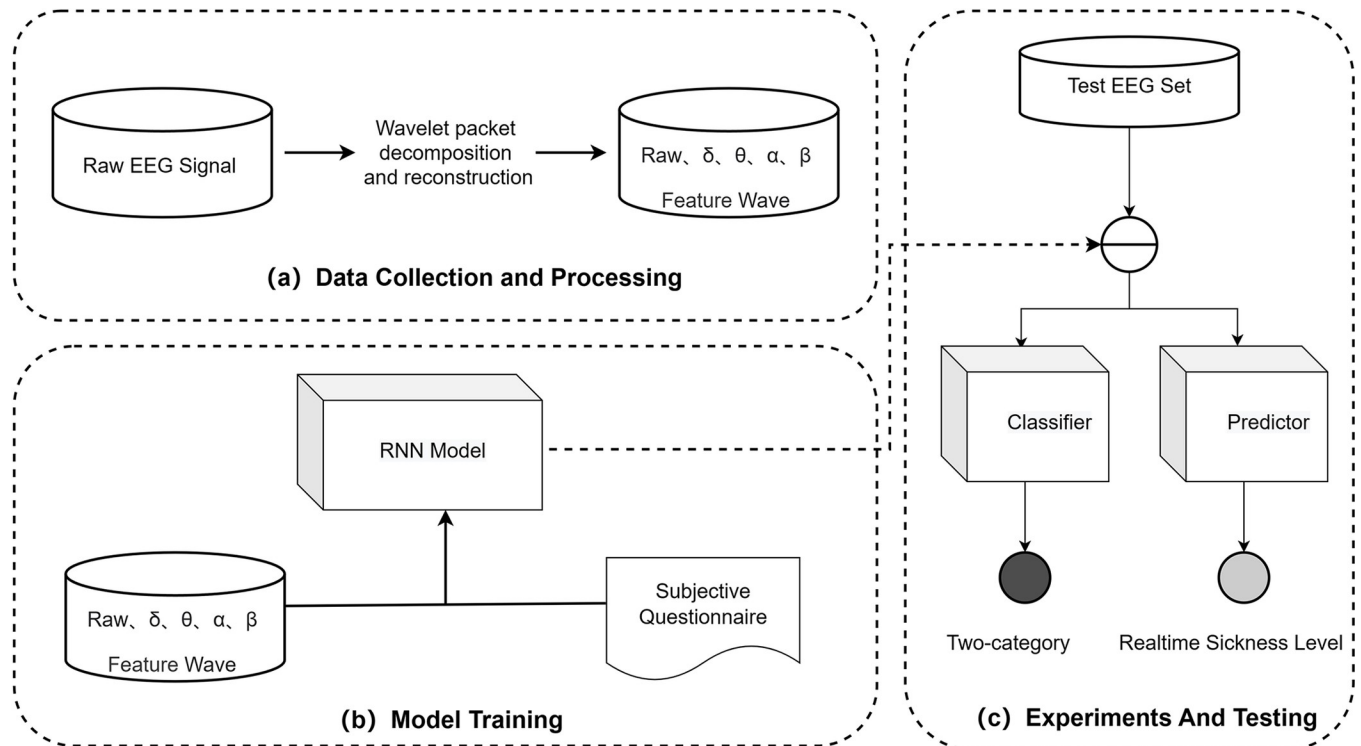 Raw EEG Signal
Wavelet packet
decomposition
and reconstruction
Raw、δ、θ、α、β
Feature Wave
（a）Data Collection and Processing
RNN Model
Raw、δ、θ、α、β
Feature Wave
Subjective
Questionnaire
（b）Model Training
Test EEG Set
Classifier
Predictor
Two-category
Realtime Sickness Level
（c）Experiments And Testing